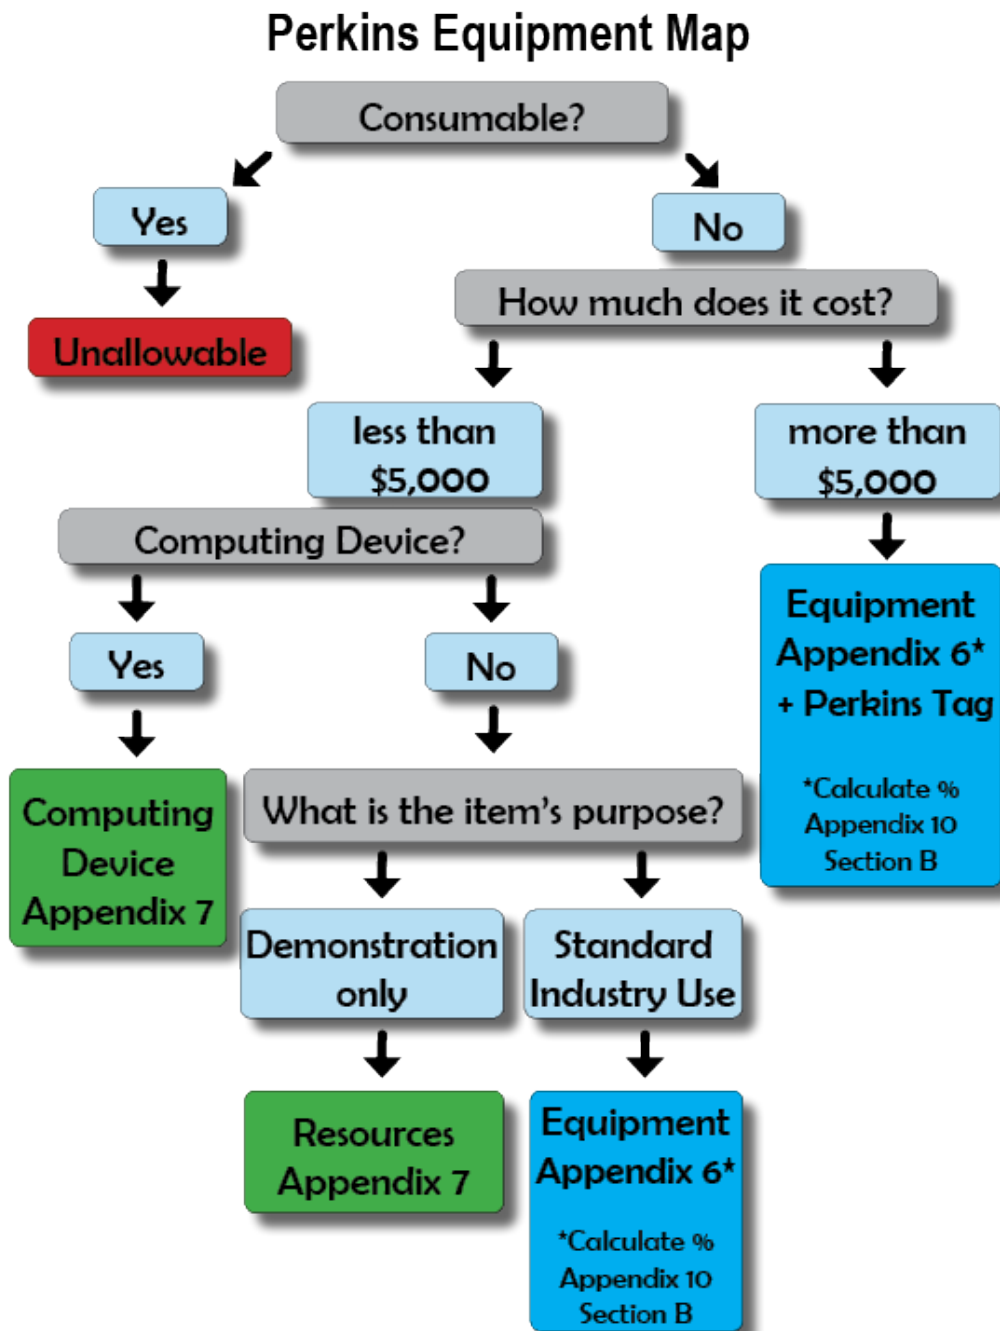 Perkins Equipment Map
Consumable?
Yes
No
Unallowable
How much does it cost?
less than
$5,000
more than
$5,000
Computing Device?
Yes
No
Equipment
Appendix 6*
+ Perkins Tag
*Calculate %
Appendix 10
Section B
Computing
Device
Appendix 7
What is the item's purpose?
Demonstration
only
Standard
Industry Use
Resources
Appendix 7
Equipment
Appendix 6*
*Calculate %
Appendix 10
Section B